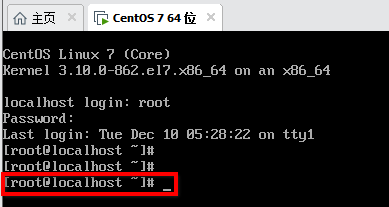 主页 CentOS 7 64 位
CentOS Linux 7 (Core)
Kernel 3.10.0-862.el7.x86_64 on an x86_64
localhost login: root
Password:
Last login: Tue Dec 10 05:28:22 on tty1
[root@localhost ~]#
[root@localhost ~]#
[root@localhost ~]# _